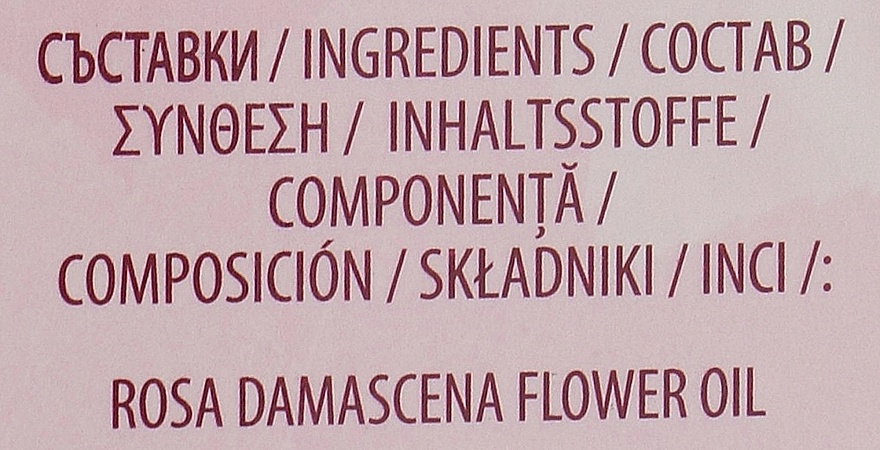 СЪСТАВКИ / INGREDIENTS / СОСТАВ /
ΣΥΝΘΕΣΗ / INHALTSSTOFFE /
COMPONENȚĂ /
COMPOSICIÓN / SKŁADNIKI / INCI /:
ROSA DAMASCENA FLOWER OIL